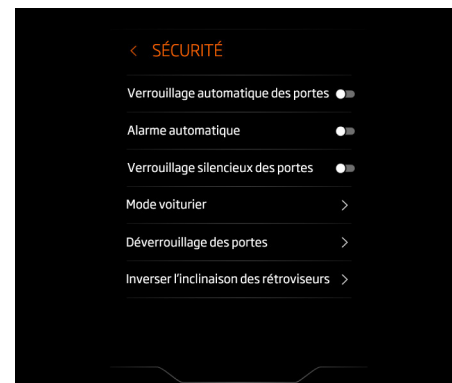 SÉCURITÉ
Verrouillage automatique des portes
Alarme automatique
Verrouillage silencieux des portes
Mode voiturier
Déverrouillage des portes
Inverser l'inclinaison des rétroviseurs